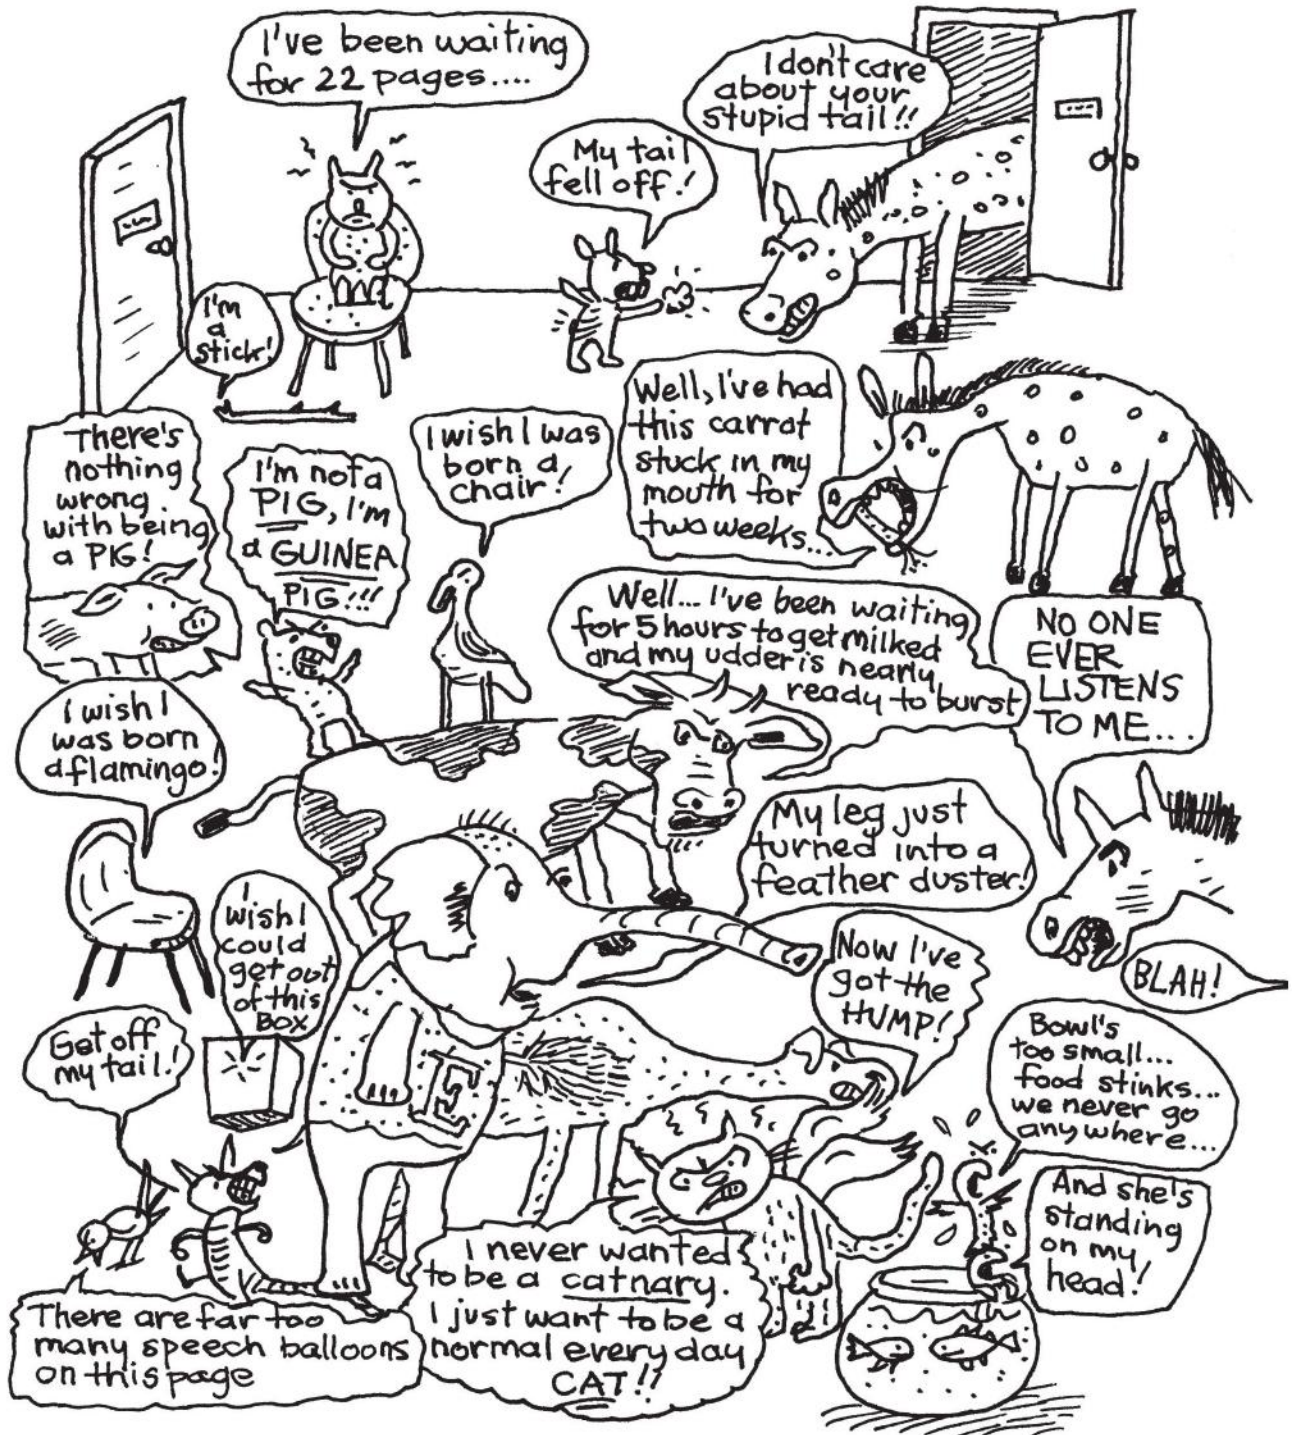 I've been waiting
for 22 pages....
I don't care
about your
stupid tail!!
My tail
fell off!
I'm
a
stick!
Well, I've had
this carrot
stuck in my
mouth for
two weeks...
There's
nothing
wrong
with being
a PIG!
I'm not a
PIG, I'm
a GUINEA
PIG!!!
I wish I was
born a
chair!
Well... I've been waiting
for 5 hours to get milked
and my udder is nearly
ready to burst
NO ONE
EVER
LISTENS
TO ME...
I wish I
was born
a flamingo!
My leg just
turned into a
feather duster!
I
wish I
could
get out
of this
BOX
Now I've
got the
HUMP!
BLAH!
Get off
my tail!
E
Bowl's
too small...
food stinks...
we never go
anywhere...
And she's
standing
on my
head!
I never wanted
to be a catnary.
I just want to be a
normal every day
CAT!!
There are far too
many speech balloons
on this page